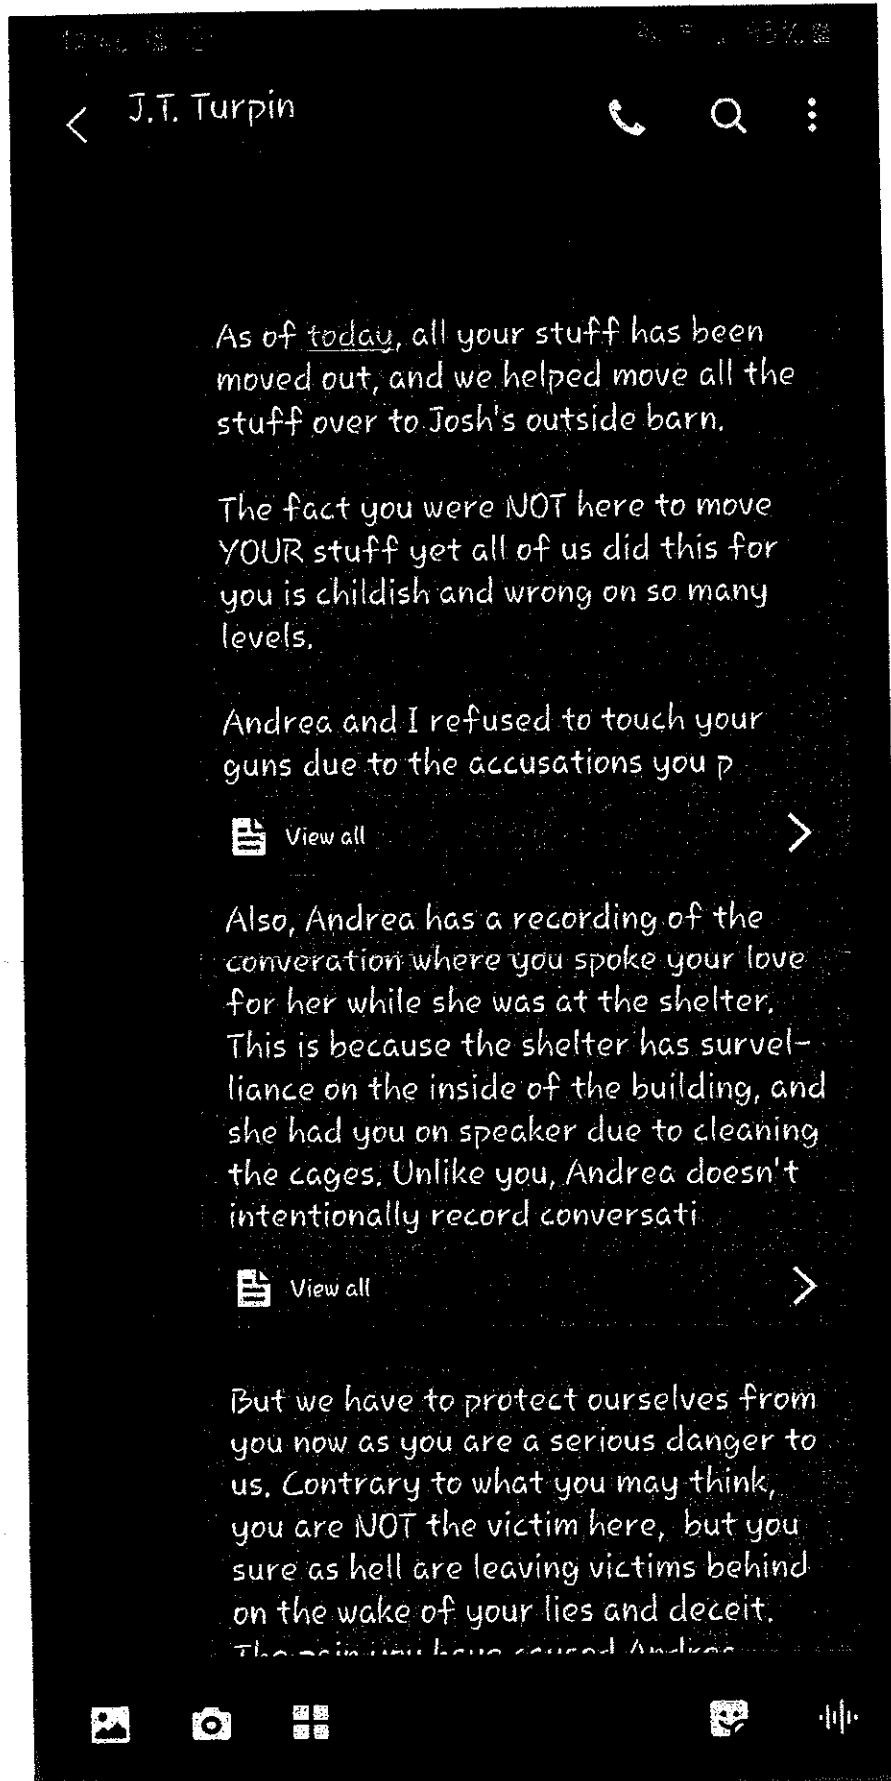 J.T. Turpin
As of today, all your stuff has been
moved out, and we helped move all the
stuff over to Josh's outside barn.
The fact you were NOT here to move
YOUR stuff yet all of us did this for
you is childish and wrong on so many
levels.
Andrea and I refused to touch your
guns due to the accusations you p
View all
Also, Andrea has a recording of the
converation where you spoke your love
for her while she was at the shelter.
This is because the shelter has survel-
liance on the inside of the building, and
she had you on speaker due to cleaning
the cages. Unlike you, Andrea doesn't
intentionally record conversati
View all
But we have to protect ourselves from
you now as you are a serious danger to
us. Contrary to what you may think,
you are NOT the victim here, but you
sure as hell are leaving victims behind
on the wake of your lies and deceit.
The pain you have caused Andrea